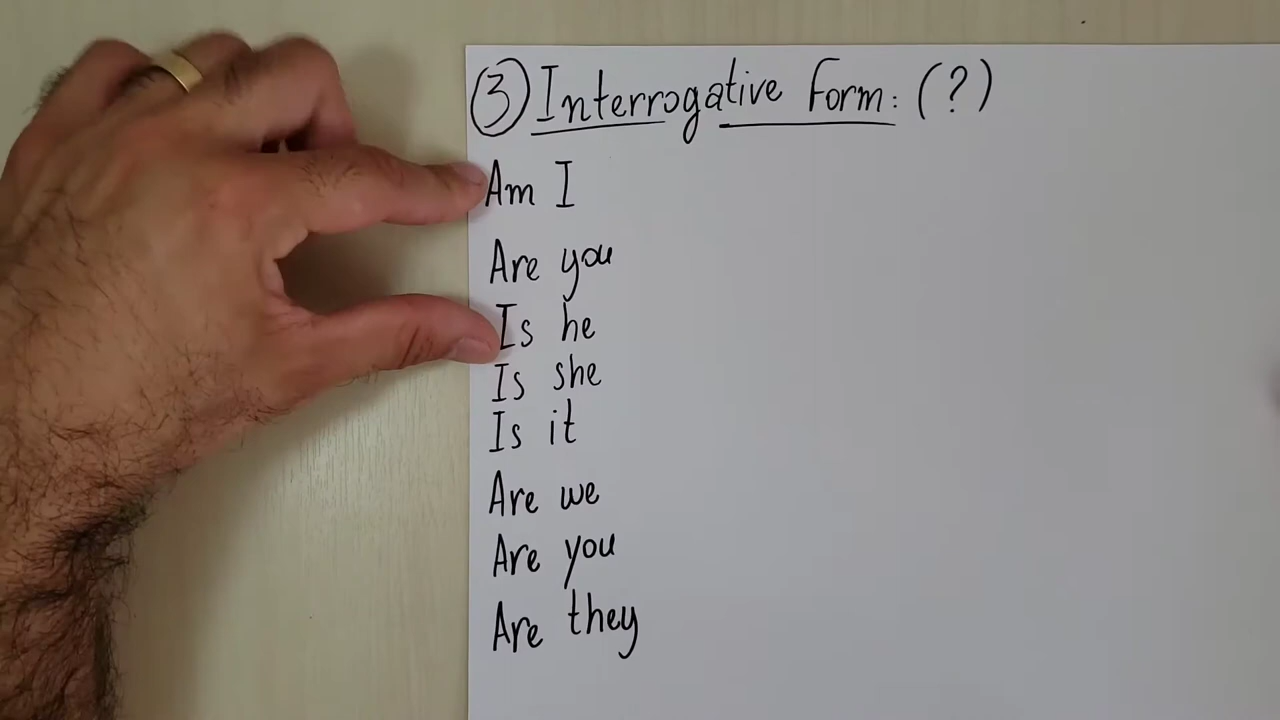 ③ Interrogative Form: (?)
Am I
Are you
Is he
Is she
Is it
Are we
Are you
Are they